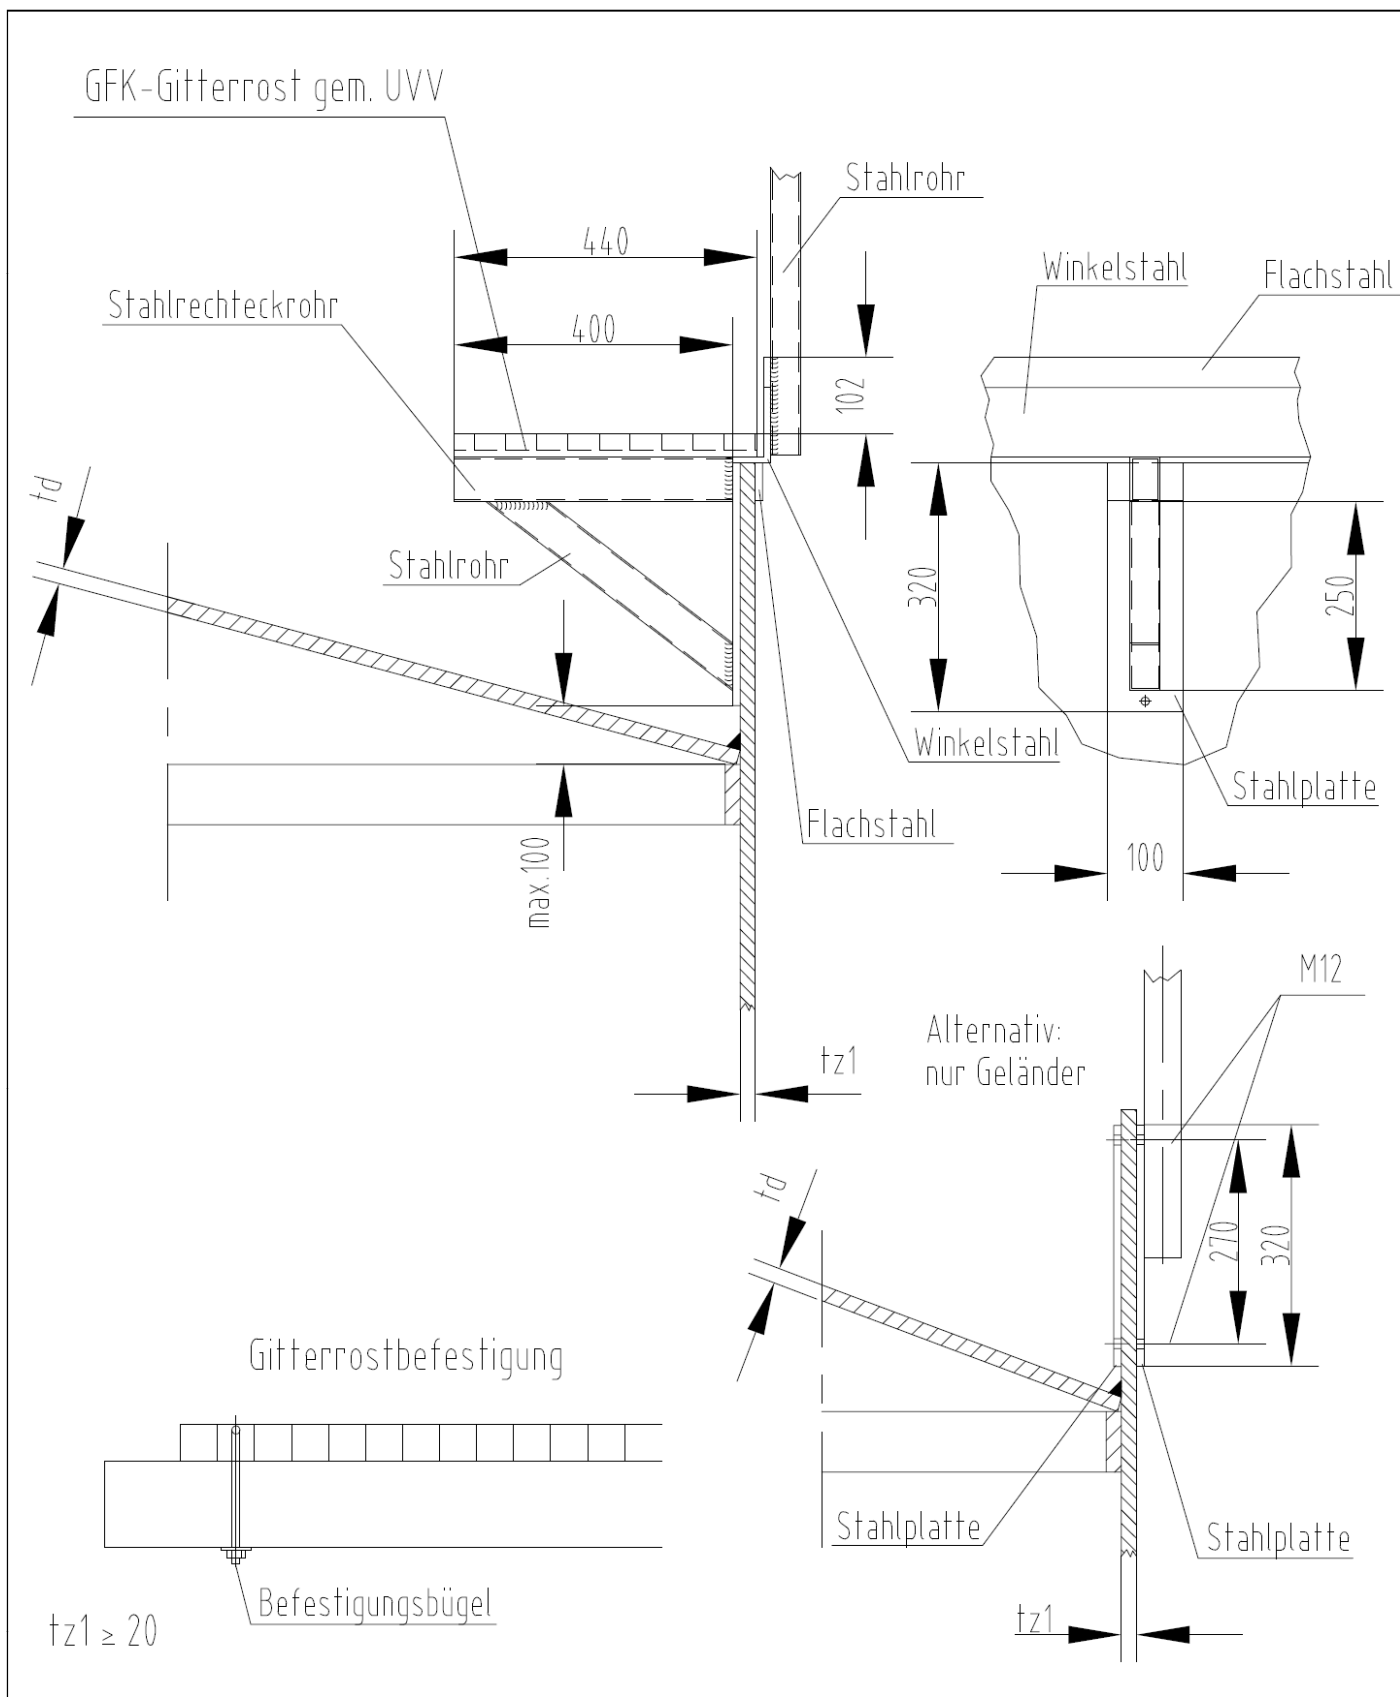 GFK-Gitterrost gem. UVV
Stahlrohr
440
Winkelstahl
Flachstahl
Stahlrechteckrohr
400
102
td
Stahlrohr
320
250
Winkelstahl
Stahlplatte
Flachstahl
max.100
100
M12
Alternativ:
nur Geländer
tz1
td
270
320
Gitterrostbefestigung
Stahlplatte
Stahlplatte
Befestigungsbügel
tz1
tz1 ≥ 20